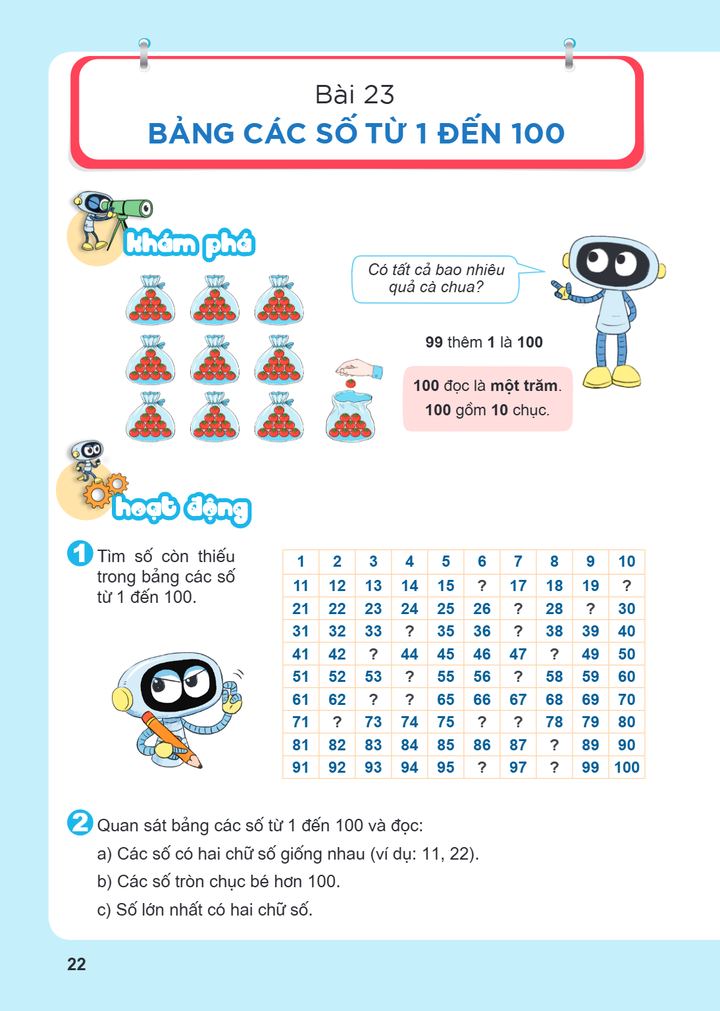 Bài 23
BẢNG CÁC SỐ TỪ 1 ĐẾN 100
khám phá
Có tất cả bao nhiêu
quả cà chua?
99 thêm 1 là 100
100 đọc là một trăm.
100 gồm 10 chục.
hoạt động
1 Tìm số còn thiếu
trong bảng các số
từ 1 đến 100.
1 2 3 4 5 6 7 8 9 10
11 12 13 14 15 ? 17 18 19 ?
21 22 23 24 25 26 ? 28 ? 30
31 32 33 ? 35 36 ? 38 39 40
41 42 ? 44 45 46 47 ? 49 50
51 52 53 ? 55 56 ? 58 59 60
61 62 ? ? 65 66 67 68 69 70
71 ? 73 74 75 ? ? 78 79 80
81 82 83 84 85 86 87 ? 89 90
91 92 93 94 95 ? 97 ? 99 100
2 Quan sát bảng các số từ 1 đến 100 và đọc:
a) Các số có hai chữ số giống nhau (ví dụ: 11, 22).
b) Các số tròn chục bé hơn 100.
c) Số lớn nhất có hai chữ số.
22